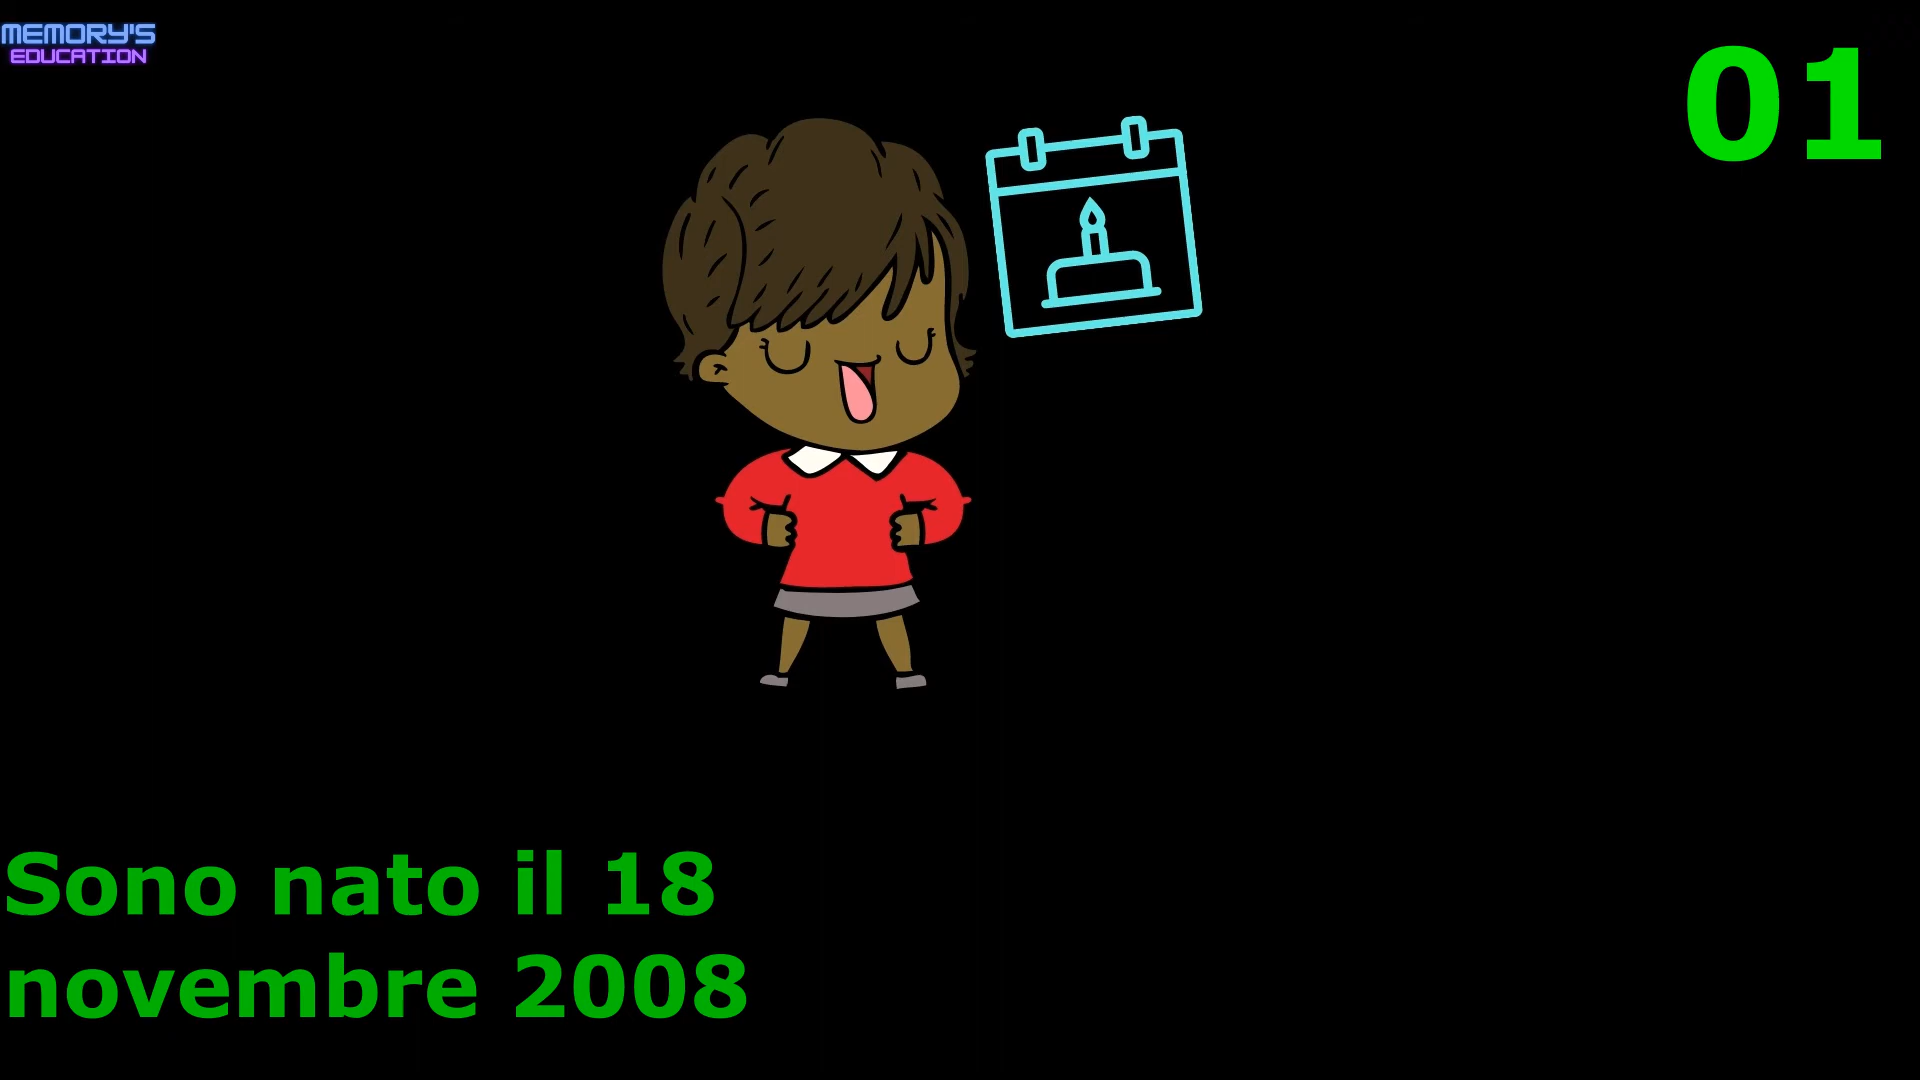 MEMORY'S
EDUCATION
01
Sono nato il 18
novembre 2008